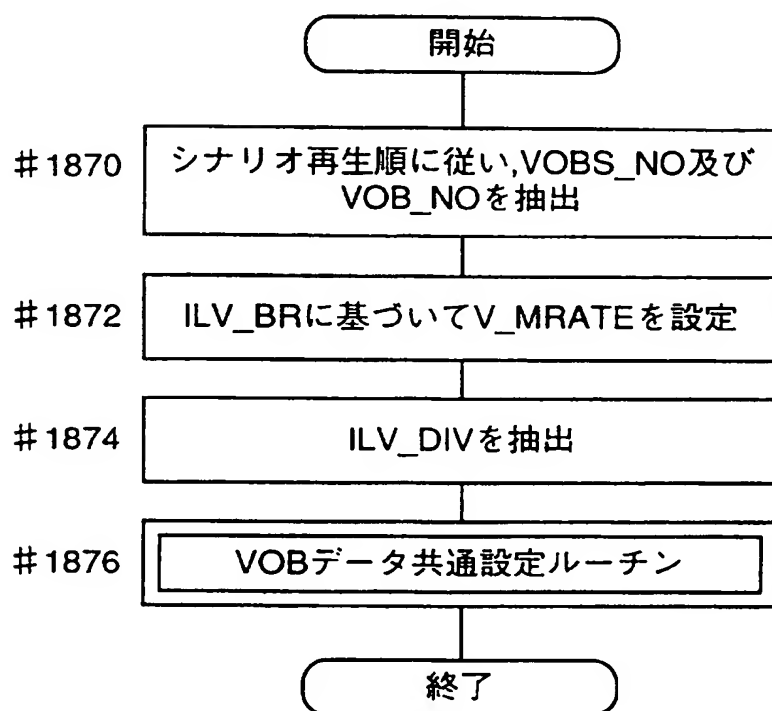 開始
#1870
シナリオ再生順に従い,VOBS_NO及び
VOB_NOを抽出
#1872
ILV_BRに基づいてV_MRATEを設定
#1874
ILV_DIVを抽出
#1876
VOBデータ共通設定ルーチン
終了